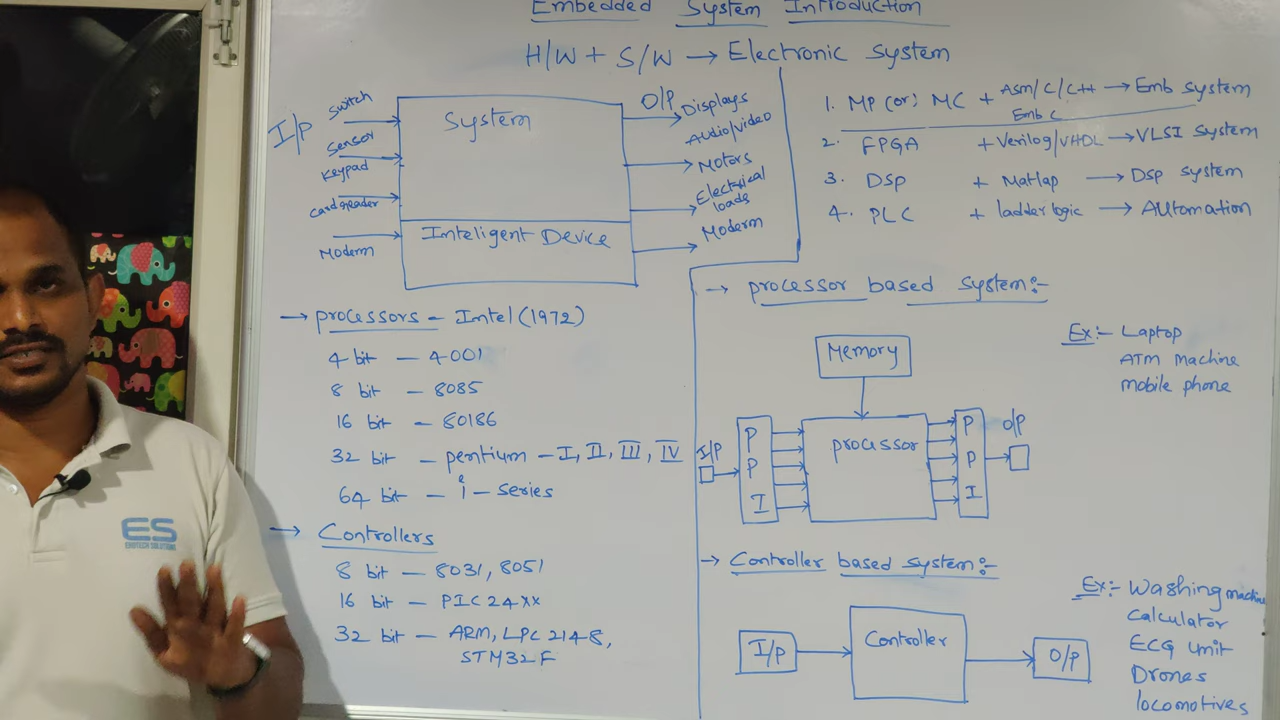 Embedded System Introduction
H/W + S/W → Electronic system
I/p
Switch
Sensor
Keypad
Card reader
Moderm
System
Inteligent Device
O/P
Displays
Audio/video
Motors
Electrical loads
Moderm
1. MP (or) MC + Asm/C/C++ → Emb system
Emb C
2. FPGA + Verilog/VHDL → VLSI system
3. DSP + Matlap → DSP system
4. PLC + ladder logic → Automation
→ processors - Intel (1972)
4 bit - 4001
8 bit - 8085
16 bit - 80186
32 bit - pentium - I, II, III, IV
64 bit - i - series
→ Controllers
8 bit - 8031, 8051
16 bit - PIC 24xx
32 bit - ARM, LPC 2148,
STM32F
→ processor based system:-
Memory
I/P
P
P
I
processor
P
P
I
O/P
Ex:- Laptop
ATM machine
mobile phone
→ Controller based system:-
I/P
Controller
O/P
Ex:- Washing machine
Calculator
ECG unit
Drones
locomotives
ES